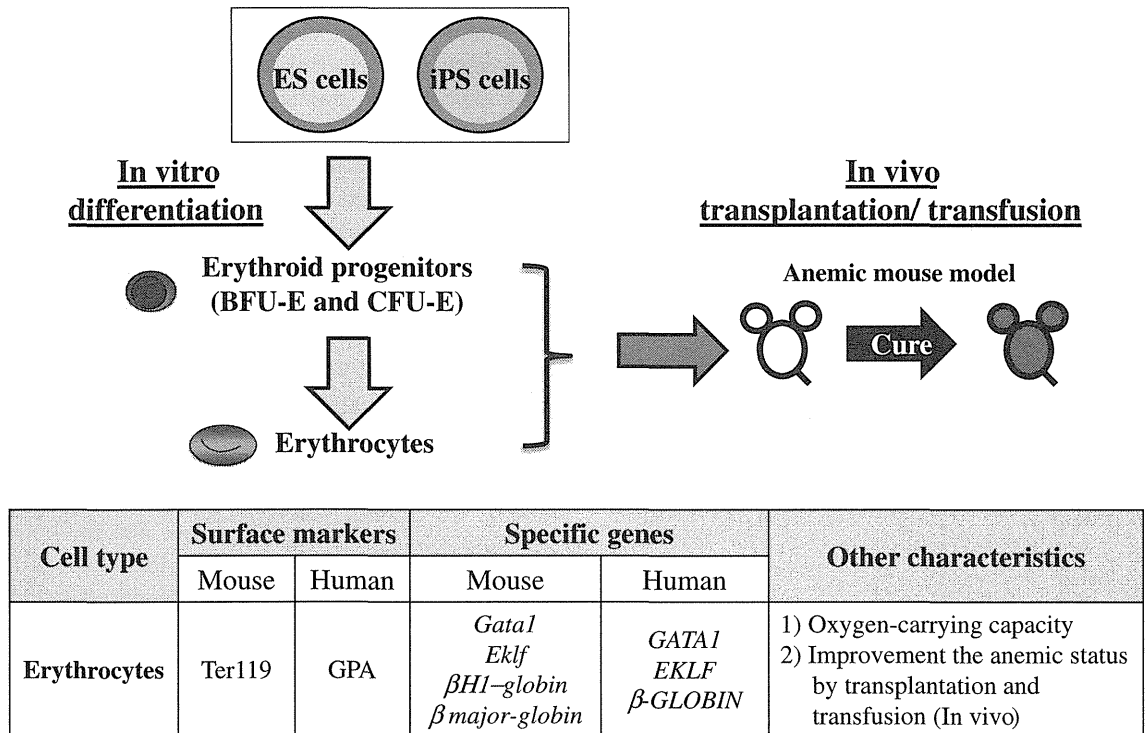 ES cells
iPS cells
In vitro
differentiation
In vivo
transplantation/ transfusion
Erythroid progenitors
(BFU-E and CFU-E)
Anemic mouse model
Cure
Erythrocytes
Cell type
Surface markers
Specific genes
Other characteristics
Mouse
Human
Mouse
Human
Erythrocytes
Ter119
GPA
Gata1
Eklf
βH1–globin
β major-globin
GATA1
EKLF
β-GLOBIN
1) Oxygen-carrying capacity
2) Improvement the anemic status
by transplantation and
transfusion (In vivo)